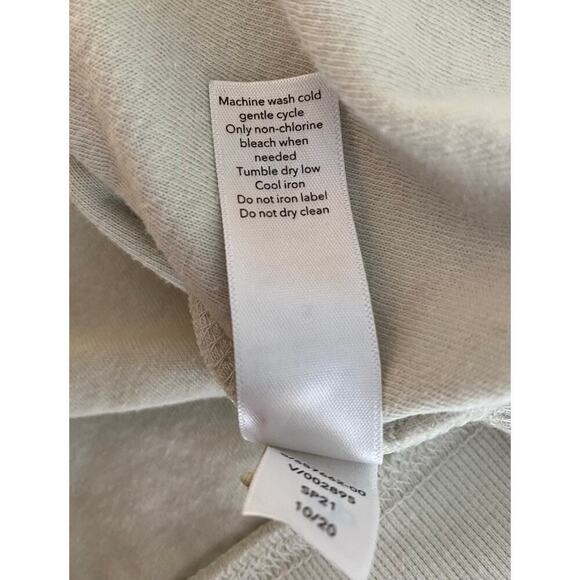 Machine wash cold
gentle cycle
Only non-chlorine
bleach when
needed
Tumble dry low
Cool iron
Do not iron label
Do not dry clean
V/002895
SP21
10/20